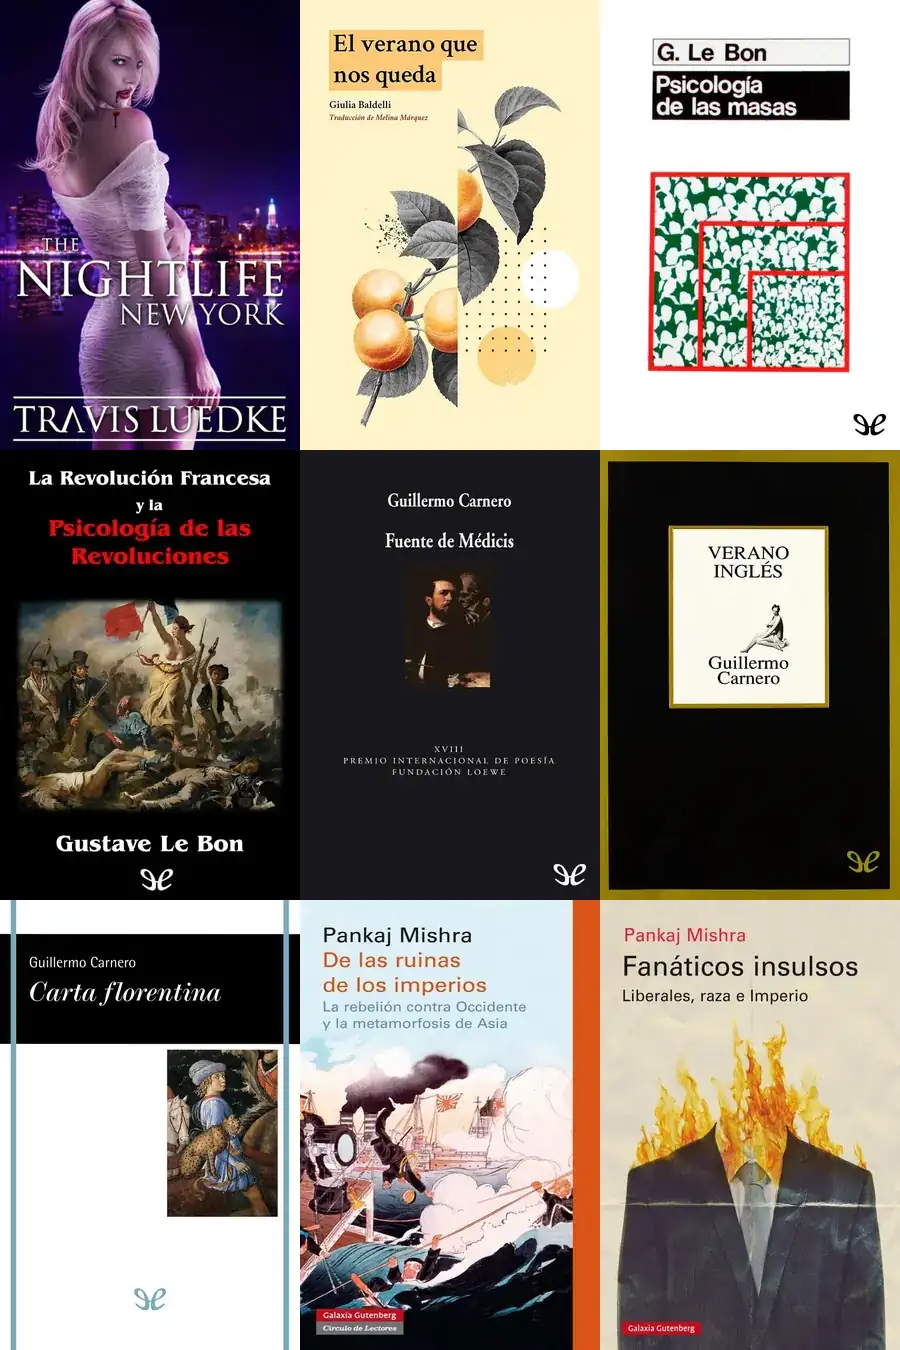 THE
NIGHTLIFE
NEW YORK
TRAVIS LUEDKE
El verano que
nos queda
Giulia Baldelli
Traducción de Melina Márquez
G. Le Bon
Psicología
de las masas
La Revolución Francesa
y la
Psicología de las
Revoluciones
Gustave Le Bon
Guillermo Carnero
Fuente de Médicis
XVIII
PREMIO INTERNACIONAL DE POESÍA
FUNDACIÓN LOEWE
VERANO
INGLÉS
Guillermo
Carnero
Guillermo Carnero
Carta florentina
Pankaj Mishra
De las ruinas
de los imperios
La rebelión contra Occidente
y la metamorfosis de Asia
Galaxia Gutenberg
Círculo de Lectores
Pankaj Mishra
Fanáticos insulsos
Liberales, raza e Imperio
Galaxia Gutenberg